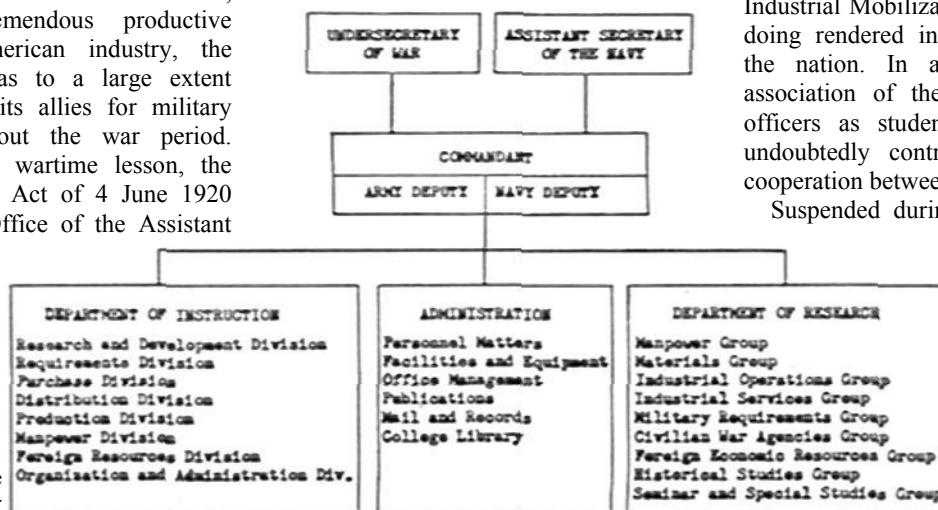 tremendous productive
American industry, the
as to a large extent
its allies for military
out the war period.
wartime lesson, the
Act of 4 June 1920
Office of the Assistant
UNDERSECRETARY
OF WAR
ASSISTANT SECRETARY
OF THE NAVY
COMMANDANT
ARMY DEPUTY
NAVY DEPUTY
Industrial Mobiliza
doing rendered in
the nation. In a
association of the
officers as studen
undoubtedly contr
cooperation between
Suspended durin
DEPARTMENT OF INSTRUCTION
Research and Development Division
Requirements Division
Purchase Division
Distribution Division
Production Division
Manpower Division
Foreign Resources Division
Organization and Administration Div.
ADMINISTRATION
Personnel Matters
Facilities and Equipment
Office Management
Publications
Mail and Records
College Library
DEPARTMENT OF RESEARCH
Manpower Group
Materials Group
Industrial Operations Group
Industrial Services Group
Military Requirements Group
Civilian War Agencies Group
Foreign Economic Resources Group
Historical Studies Group
Seminar and Special Studies Group